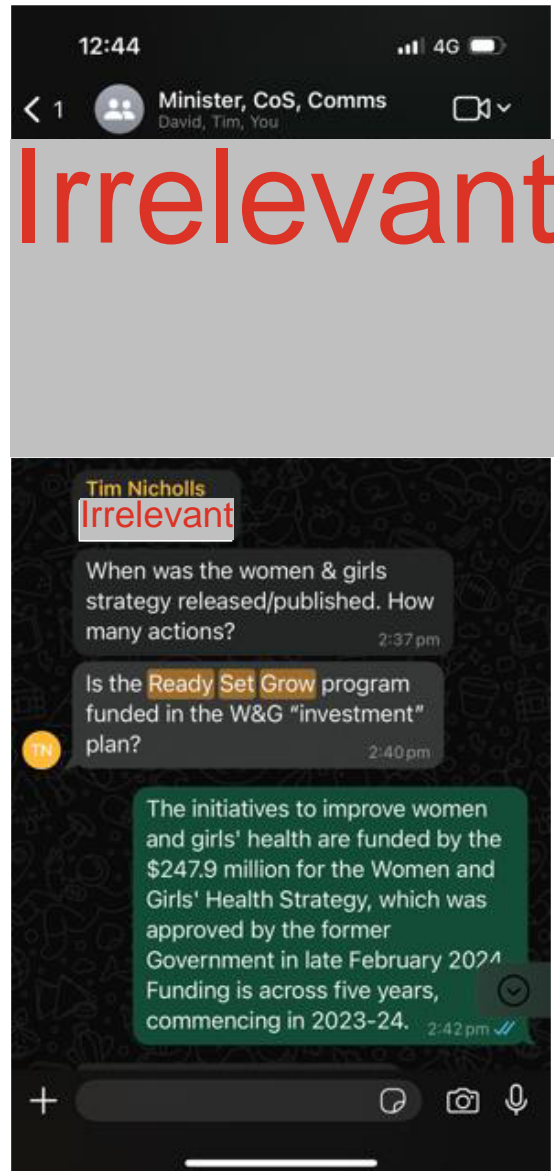 12:44
4G
1
Minister, CoS, Comms
David, Tim, You
Irrelevant
Tim Nicholls
Irrelevant
When was the women & girls
strategy released/published. How
many actions?
2:37 pm
Is the Ready Set Grow program
funded in the W&G “investment”
plan?
2:40 pm
TN
The initiatives to improve women
and girls' health are funded by the
$247.9 million for the Women and
Girls' Health Strategy, which was
approved by the former
Government in late February 2024
Funding is across five years,
commencing in 2023-24.
2:42 pm